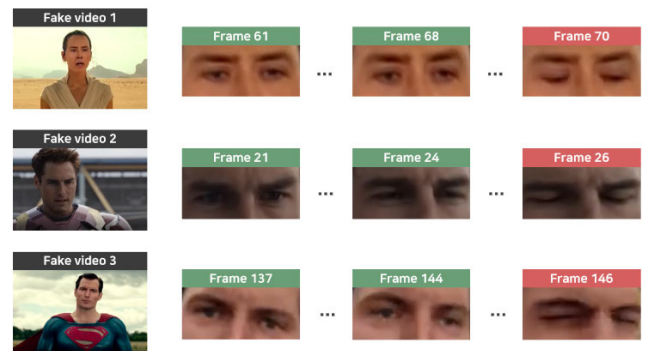 Fake video 1
Frame 61 ... Frame 68 ... Frame 70
Fake video 2
Frame 21 ... Frame 24 ... Frame 26
Fake video 3
Frame 137 ... Frame 144 ... Frame 146